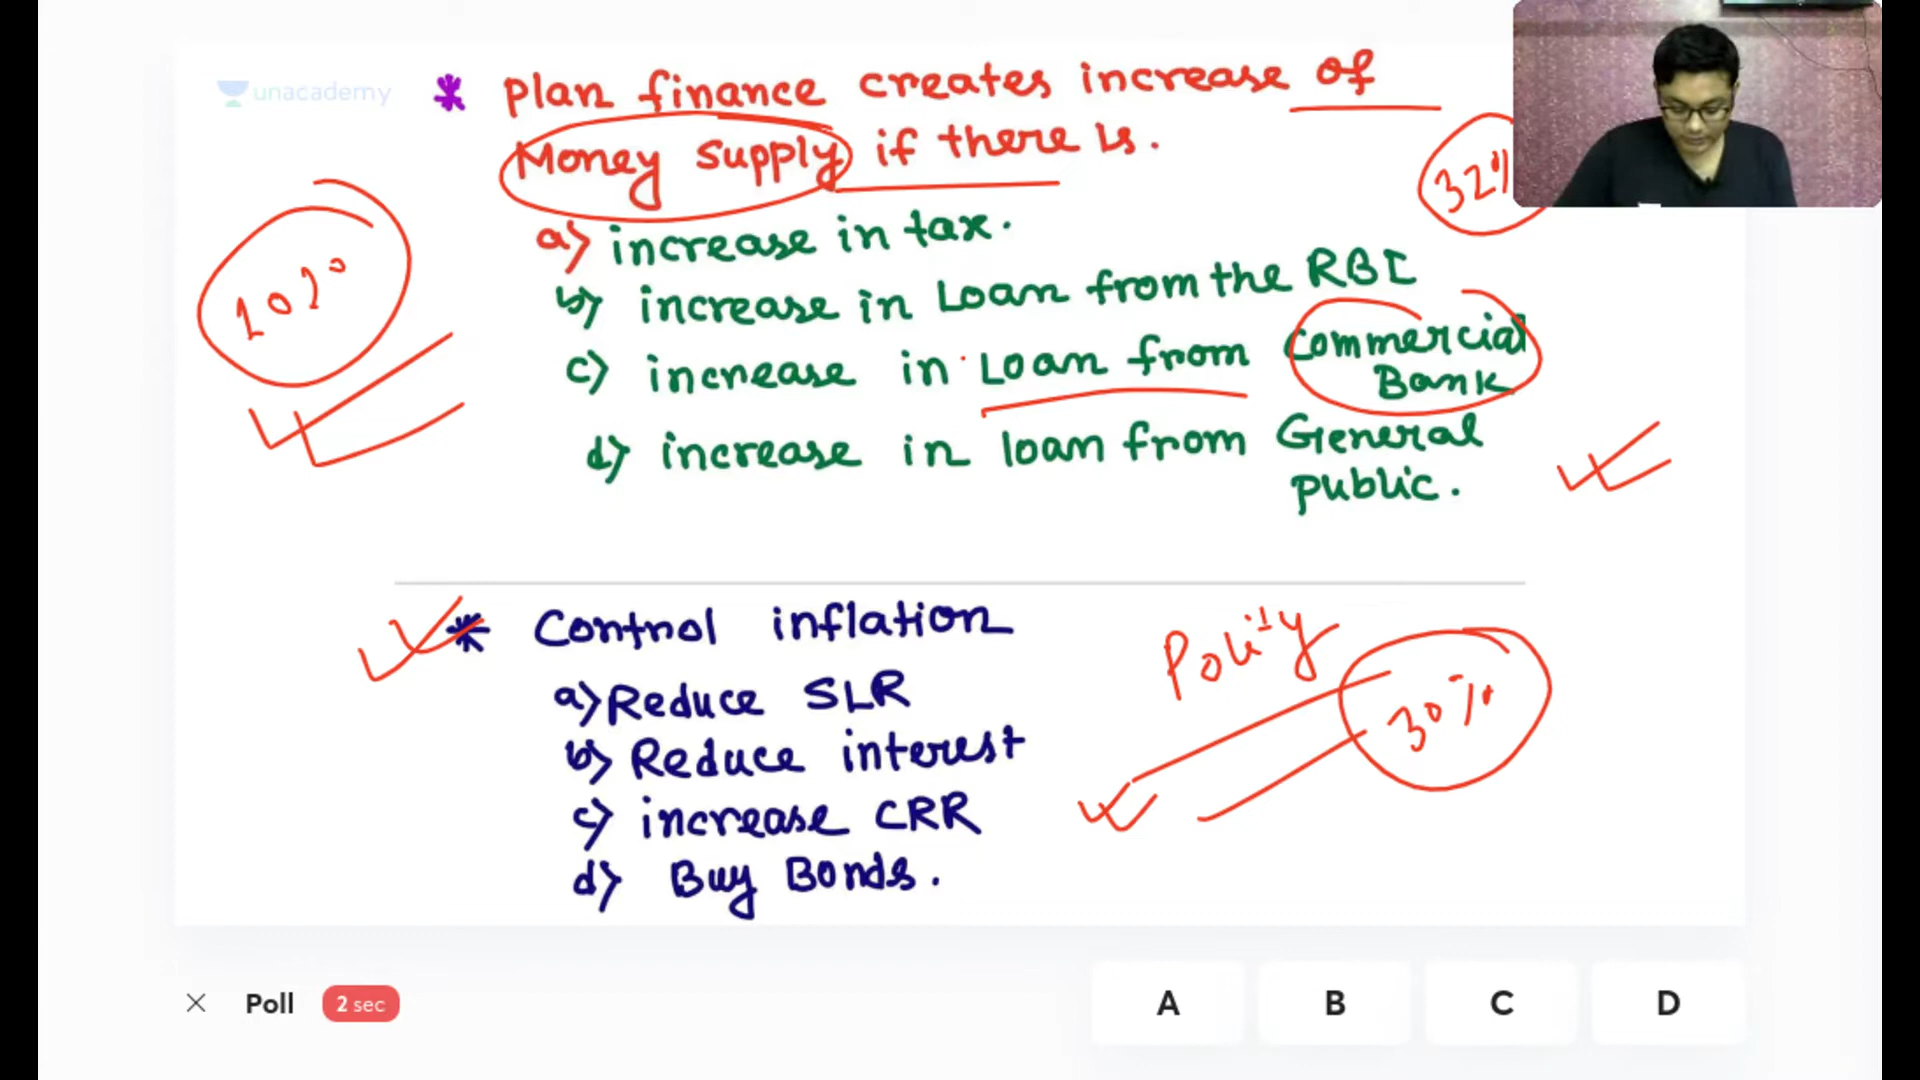 unacademy
* plan finance creates increase of
Money supply if there is.
32%
a) increase in tax.
10%
b) increase in Loan from the RBI
c) increase in Loan from Commercial
Bank
d) increase in loan from General
public.
* Control inflation
Polity
a) Reduce SLR
30%
b) Reduce interest
c) increase CRR
d) Buy Bonds.
Poll 2 sec A B C D